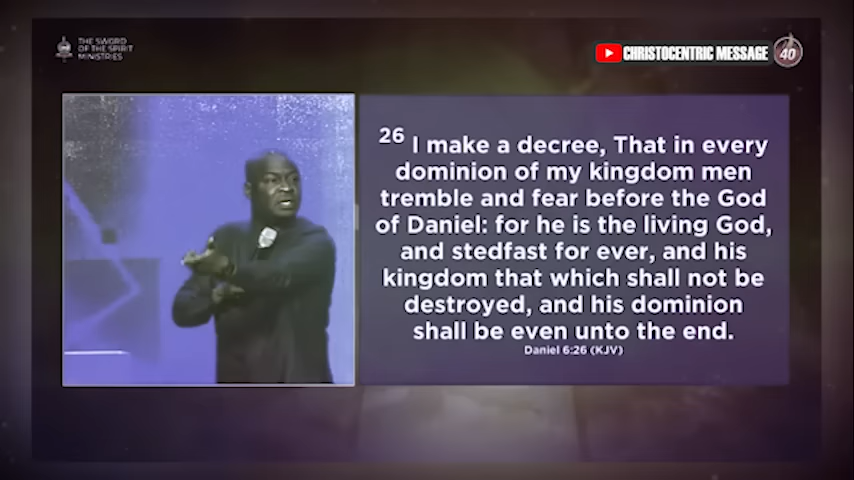 THE SWORD
OF THE SPIRIT
MINISTRIES
CHRISTOCENTRIC MESSAGE
40
26 I make a decree, That in every
dominion of my kingdom men
tremble and fear before the God
of Daniel: for he is the living God,
and stedfast for ever, and his
kingdom that which shall not be
destroyed, and his dominion
shall be even unto the end.
Daniel 6:26 (KJV)